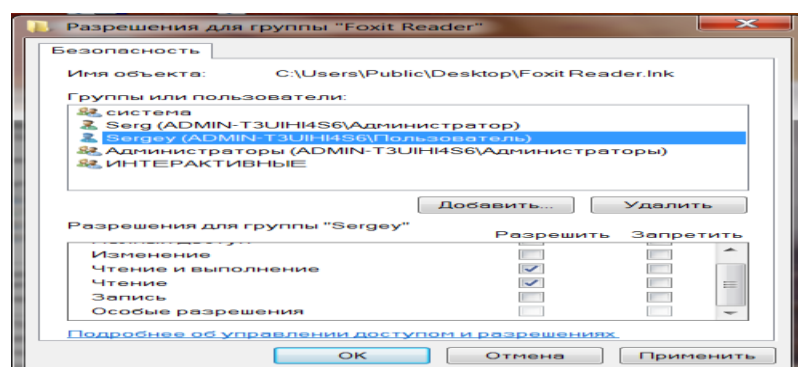 Разрешения для группы "Foxit Reader"
Безопасность
Имя объекта: C:\Users\Public\Desktop\Foxit Reader.lnk
Группы или пользователи:
система
Serg (ADMIN-T3UIHI4S6\Администратор)
Sergey (ADMIN-T3UIHI4S6\Пользователь)
Администраторы (ADMIN-T3UIHI4S6\Администраторы)
ИНТЕРАКТИВНЫЕ
Добавить... Удалить
Разрешения для группы "Sergey" Разрешить Запретить
Изменение
Чтение и выполнение
Чтение
Запись
Особые разрешения
Подробнее об управлении доступом и разрешениях
OK Отмена Применить